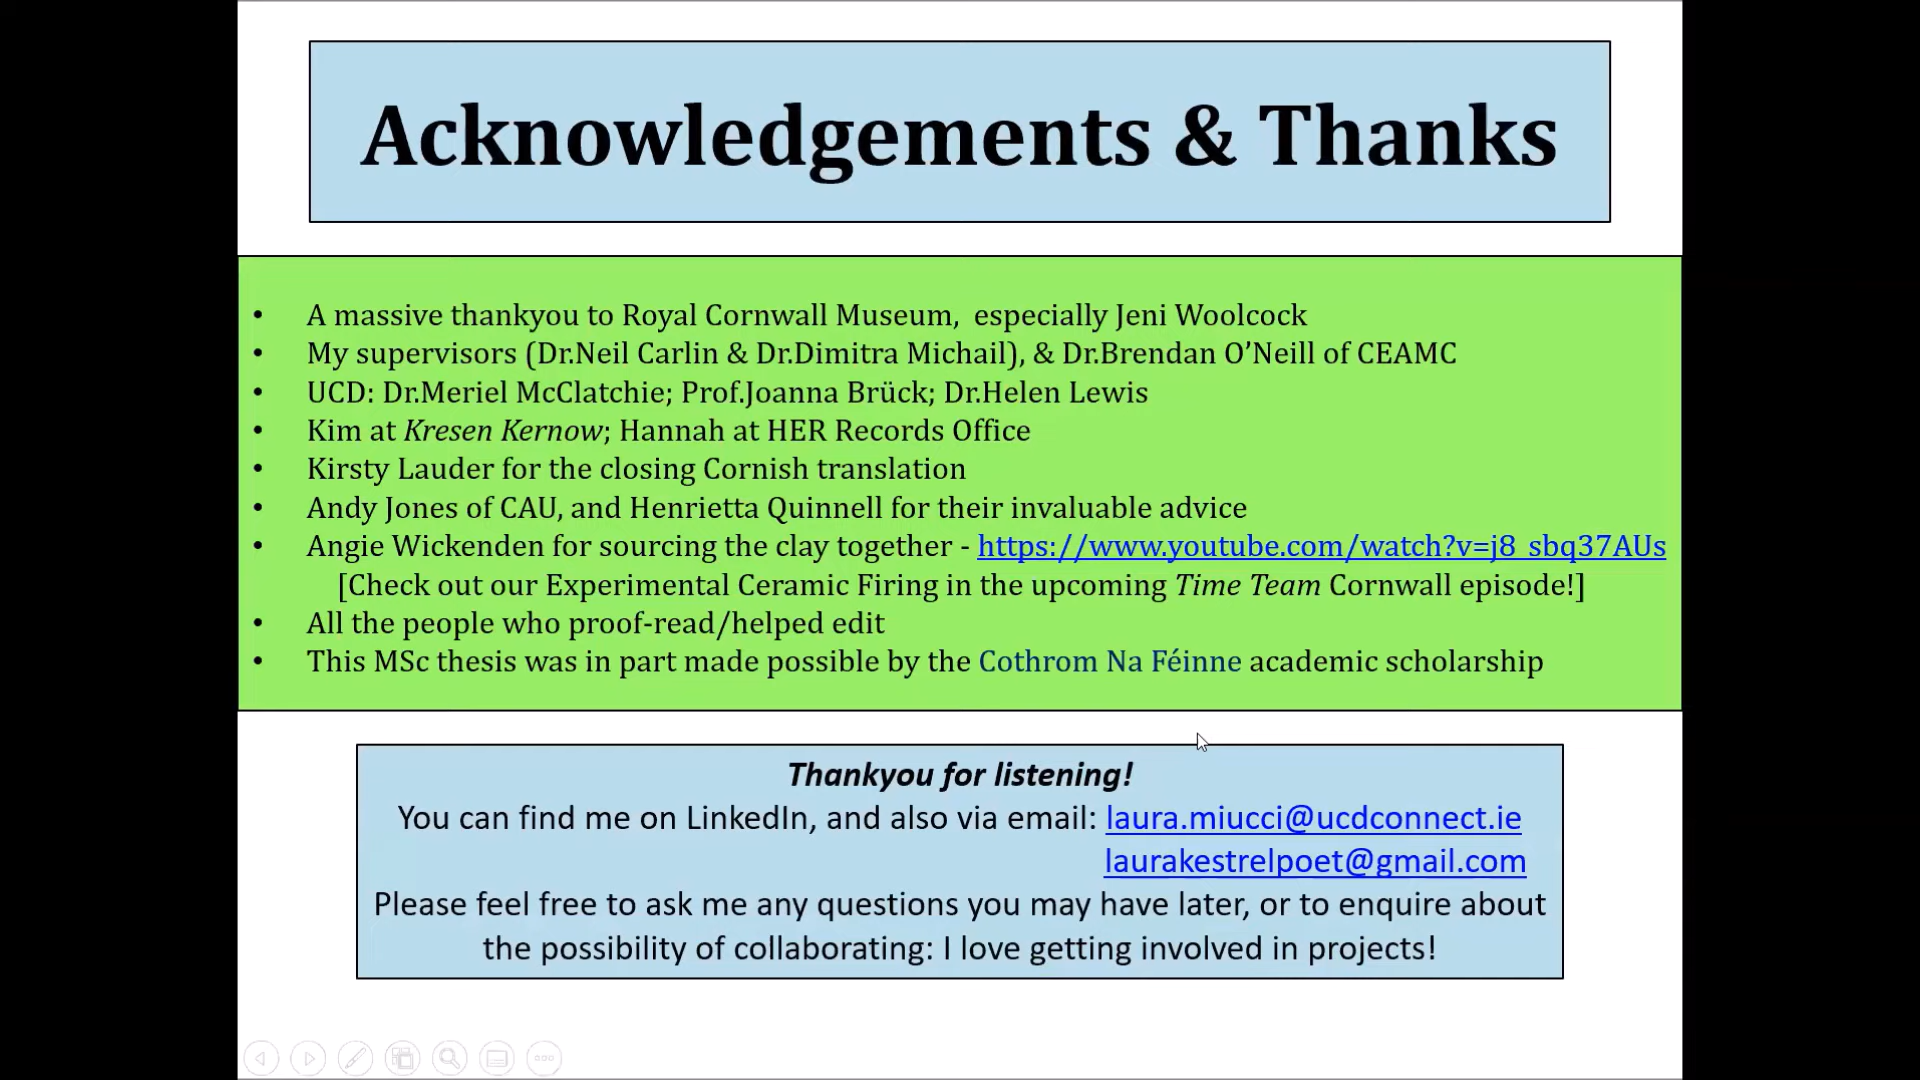 Acknowledgements & Thanks
• A massive thankyou to Royal Cornwall Museum,  especially Jeni Woolcock
• My supervisors (Dr.Neil Carlin & Dr.Dimitra Michail), & Dr.Brendan O’Neill of CEAMC
• UCD: Dr.Meriel McClatchie; Prof.Joanna Brück; Dr.Helen Lewis
• Kim at Kresen Kernow; Hannah at HER Records Office
• Kirsty Lauder for the closing Cornish translation
• Andy Jones of CAU, and Henrietta Quinnell for their invaluable advice
• Angie Wickenden for sourcing the clay together - https://www.youtube.com/watch?v=j8_sbq37AUs
[Check out our Experimental Ceramic Firing in the upcoming Time Team Cornwall episode!]
• All the people who proof-read/helped edit
• This MSc thesis was in part made possible by the Cothrom Na Féinne academic scholarship
Thankyou for listening!
You can find me on LinkedIn, and also via email: laura.miucci@ucdconnect.ie
laurakestrelpoet@gmail.com
Please feel free to ask me any questions you may have later, or to enquire about
the possibility of collaborating: I love getting involved in projects!